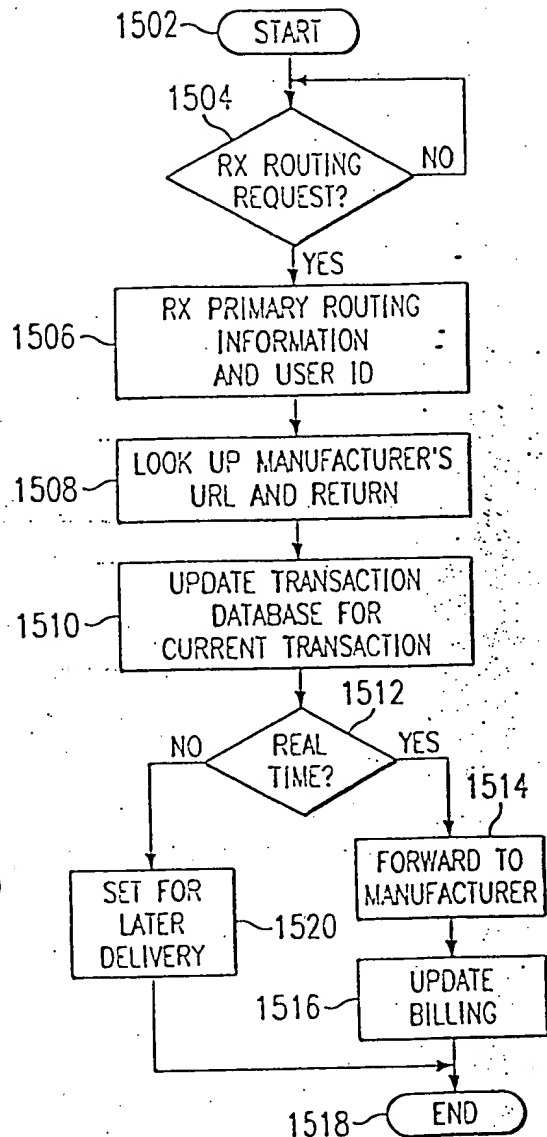 1502
START
1504
RX ROUTING
REQUEST?
NO
YES
1506
RX PRIMARY ROUTING
INFORMATION
AND USER ID
1508
LOOK UP MANUFACTURER'S
URL AND RETURN
1510
UPDATE TRANSACTION
DATABASE FOR
CURRENT TRANSACTION
1512
NO
REAL
TIME?
YES
1514
FORWARD TO
MANUFACTURER
SET FOR
LATER
DELIVERY
1520
1516
UPDATE
BILLING
1518
END